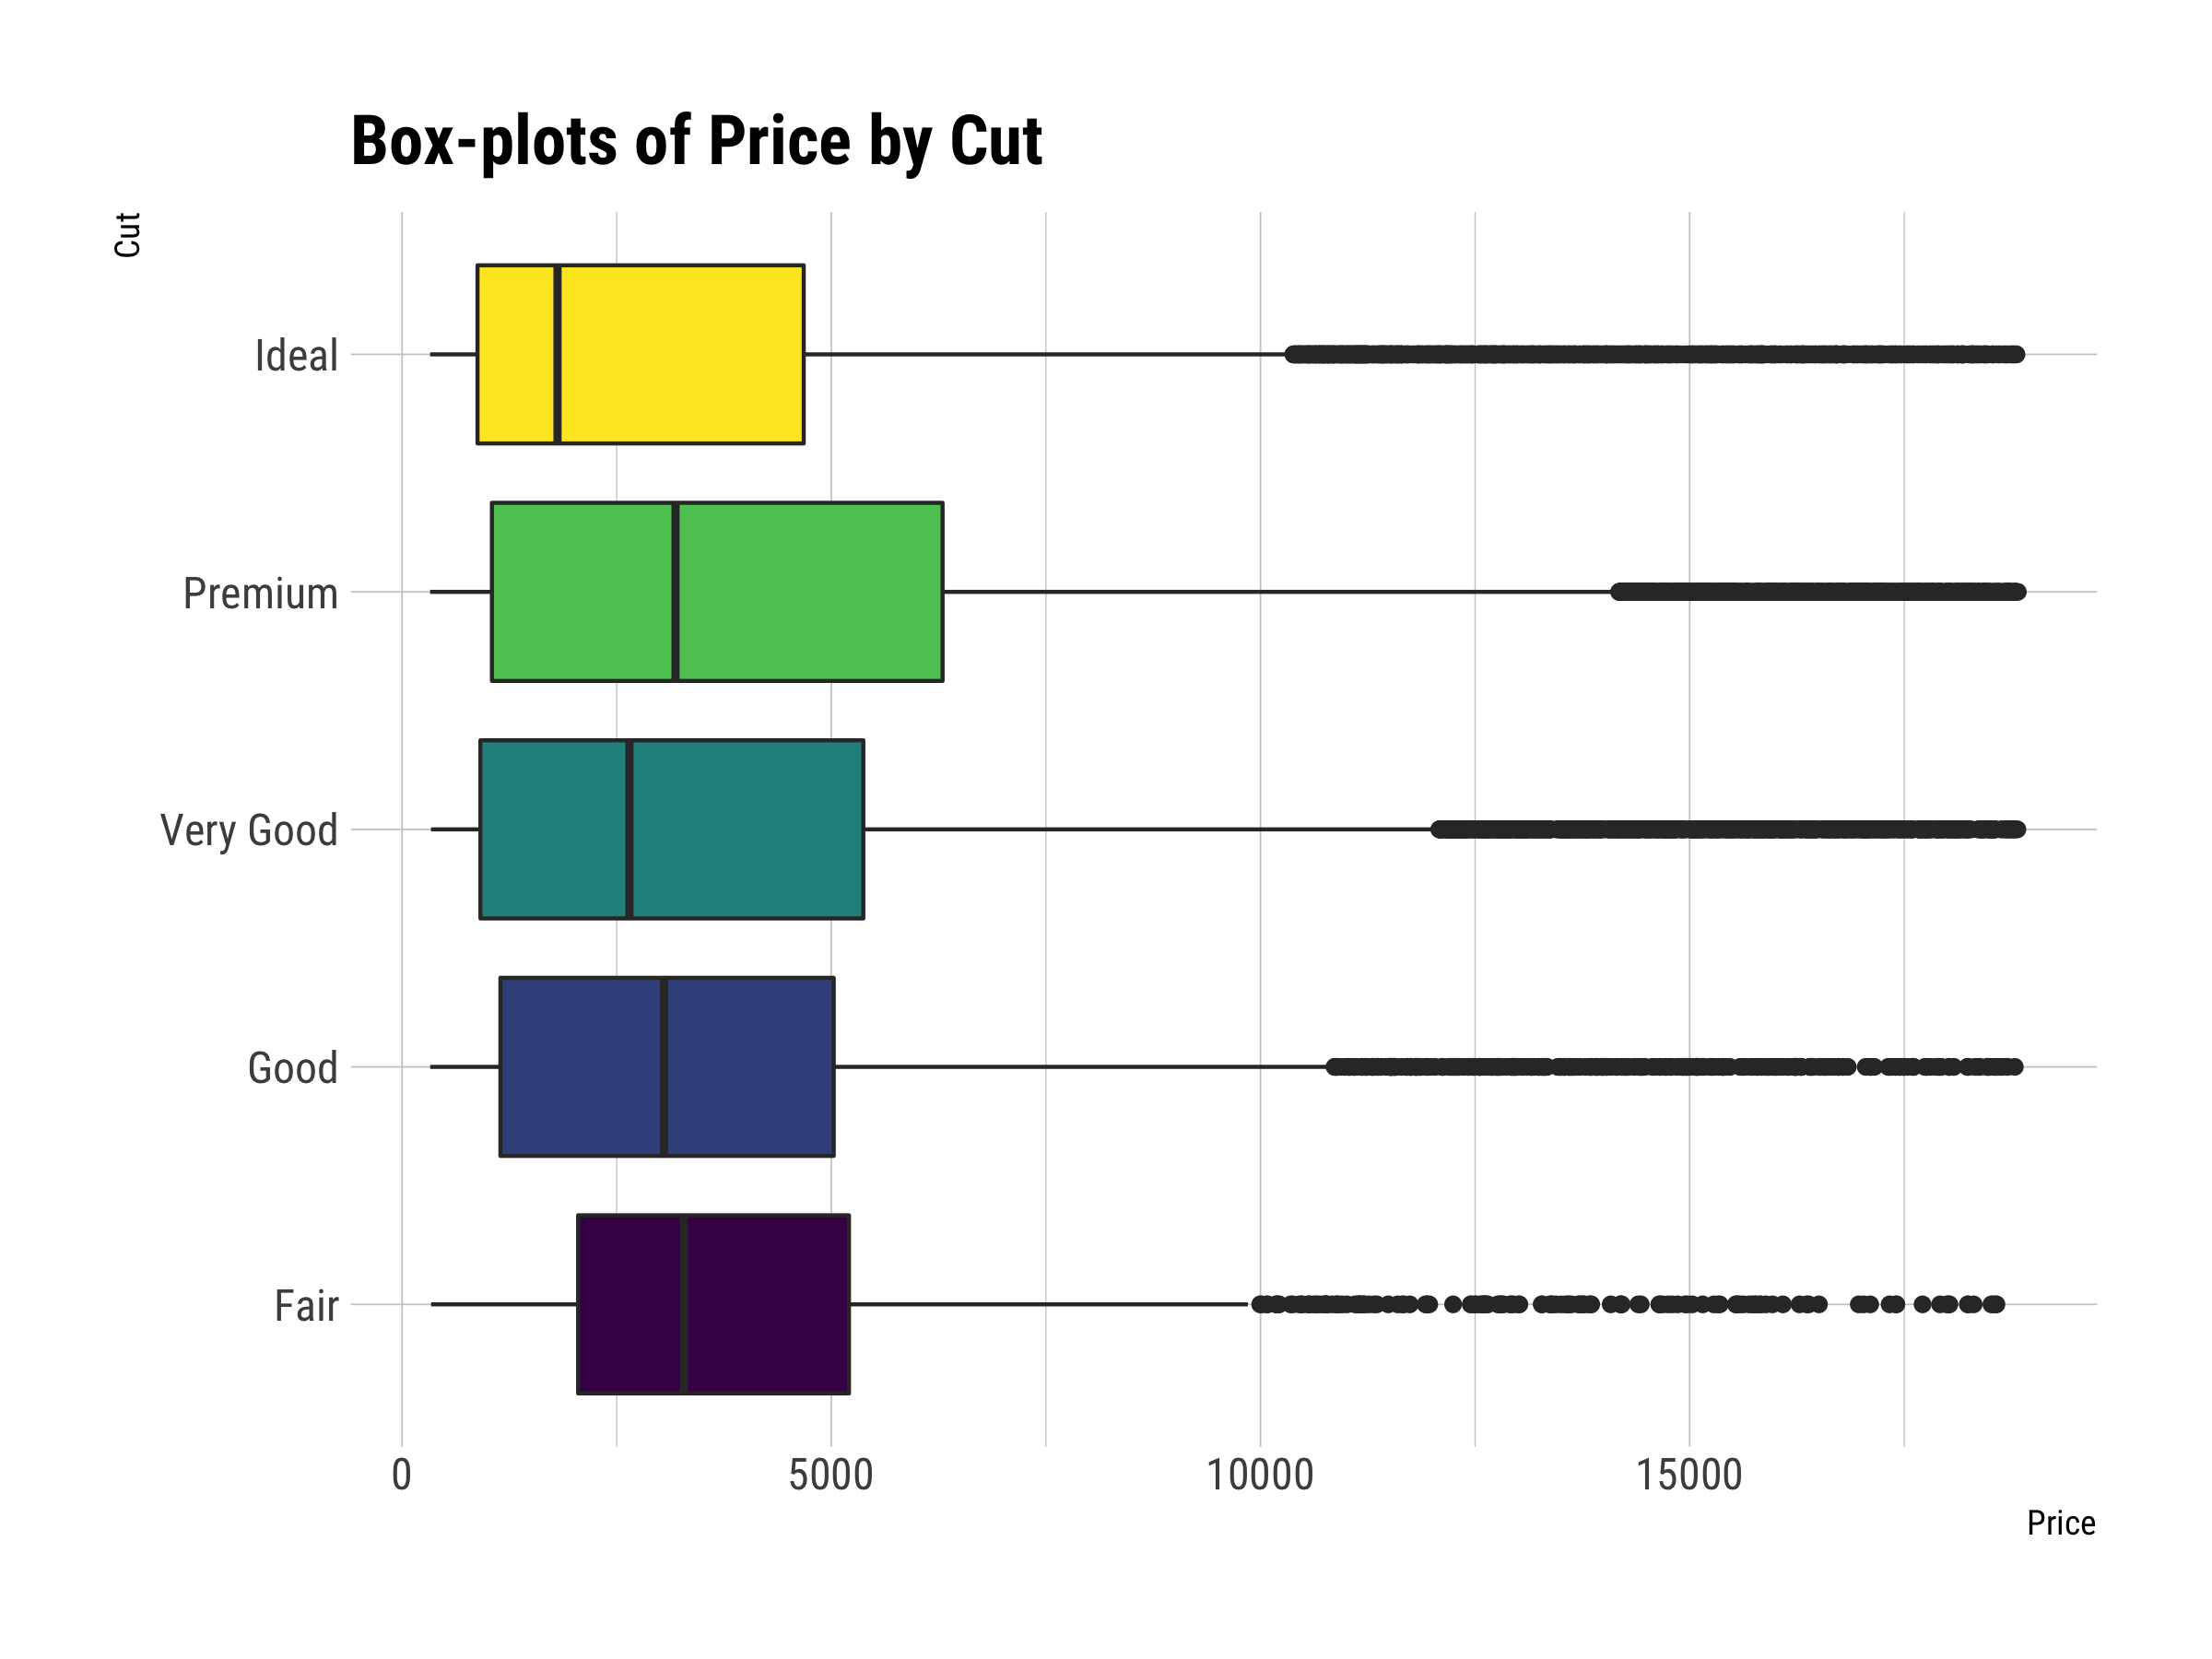 Box-plots of Price by Cut
Cut
Ideal
Premium
Very Good
Good
Fair
0 5000 10000 15000
Price